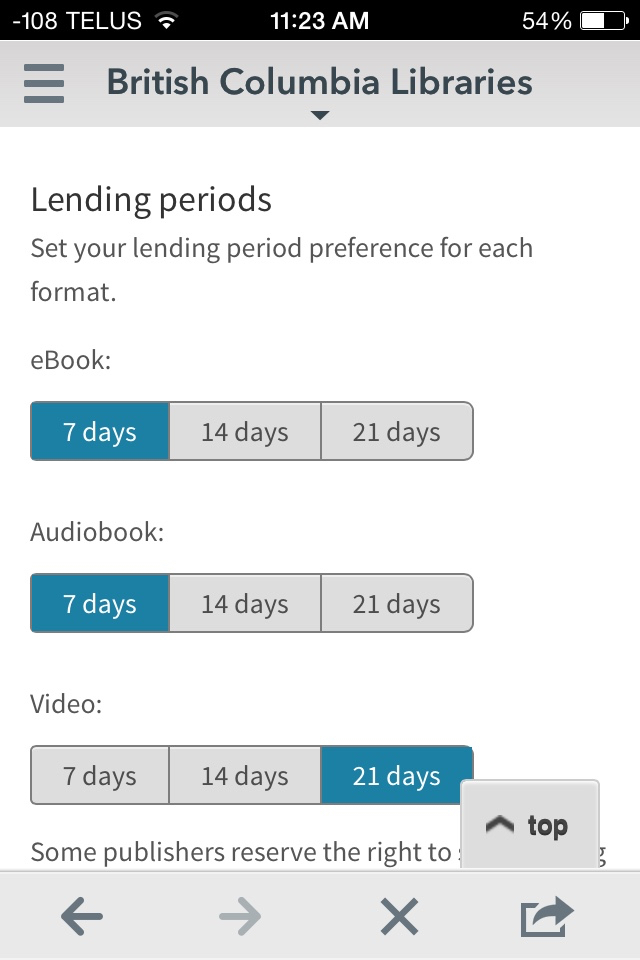 -108 TELUS 11:23 AM 54%
British Columbia Libraries
Lending periods
Set your lending period preference for each
format.
eBook:
7 days 14 days 21 days
Audiobook:
7 days 14 days 21 days
Video:
7 days 14 days 21 days
top
Some publishers reserve the right to